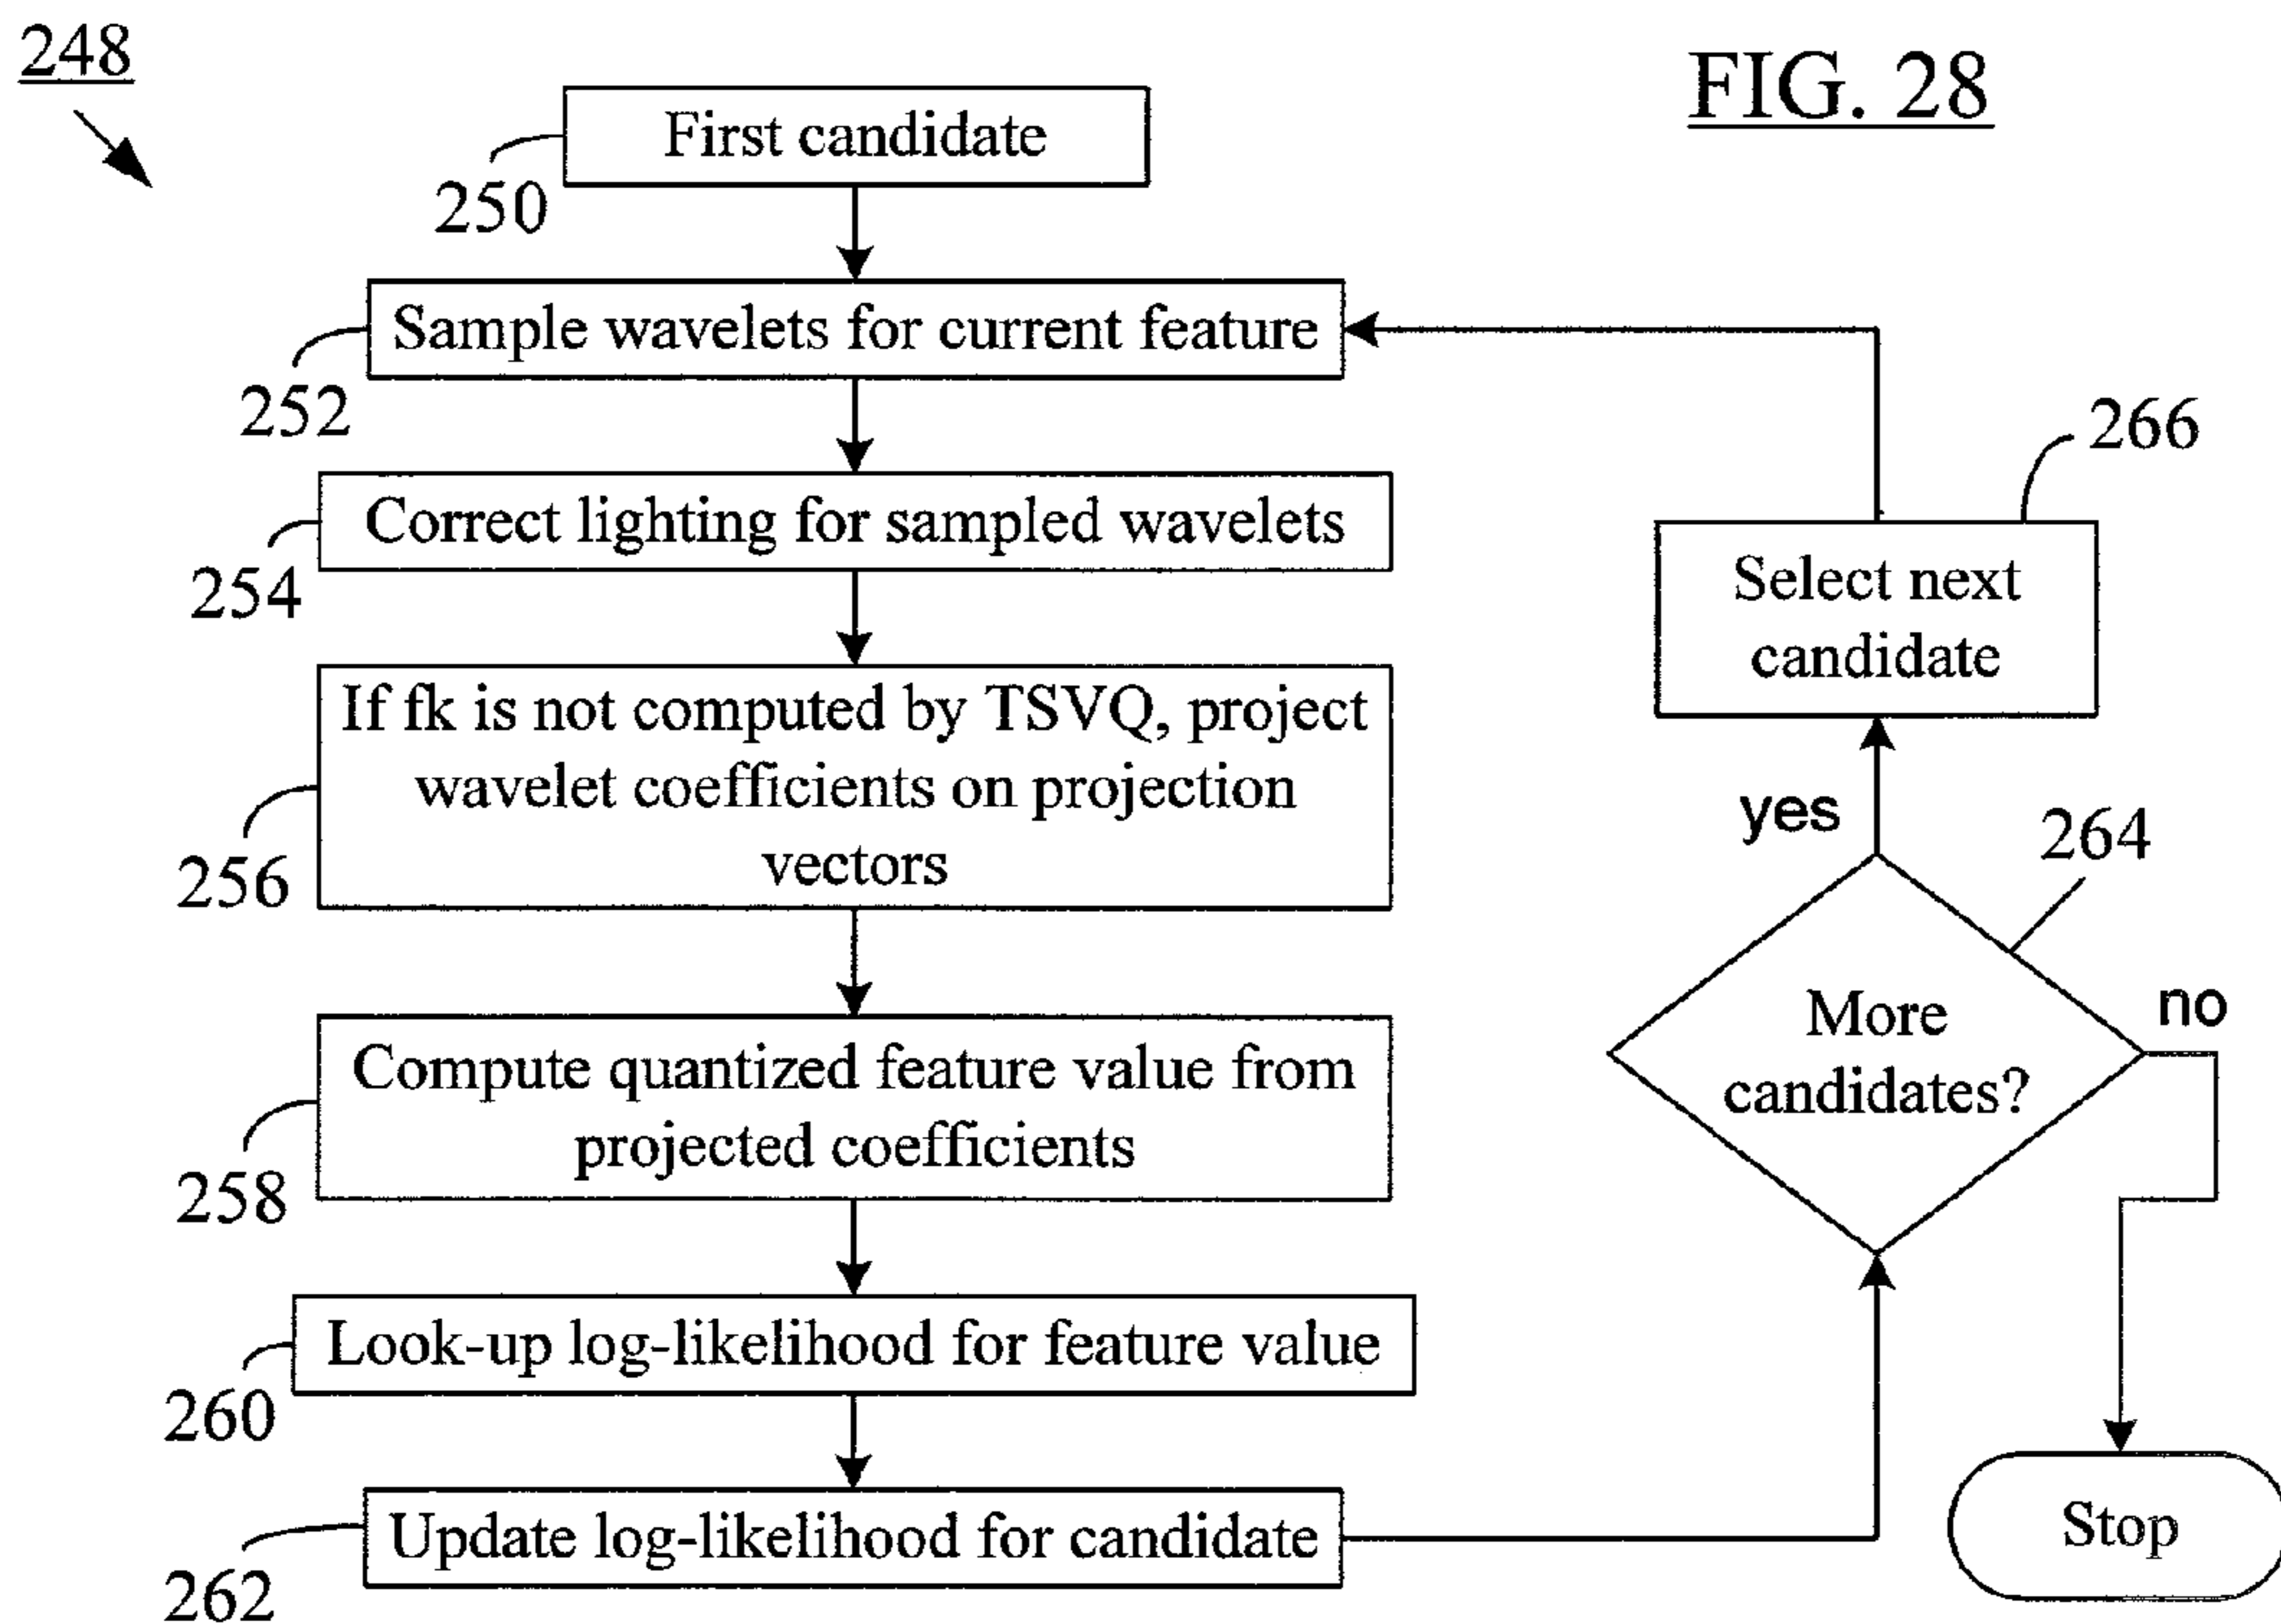 248
FIG. 28
First candidate
250
Sample wavelets for current feature
252
Correct lighting for sampled wavelets
254
If fk is not computed by TSVQ, project
wavelet coefficients on projection
vectors
256
Compute quantized feature value from
projected coefficients
258
Look-up log-likelihood for feature value
260
Update log-likelihood for candidate
262
266
Select next
candidate
yes
264
More
candidates?
no
Stop